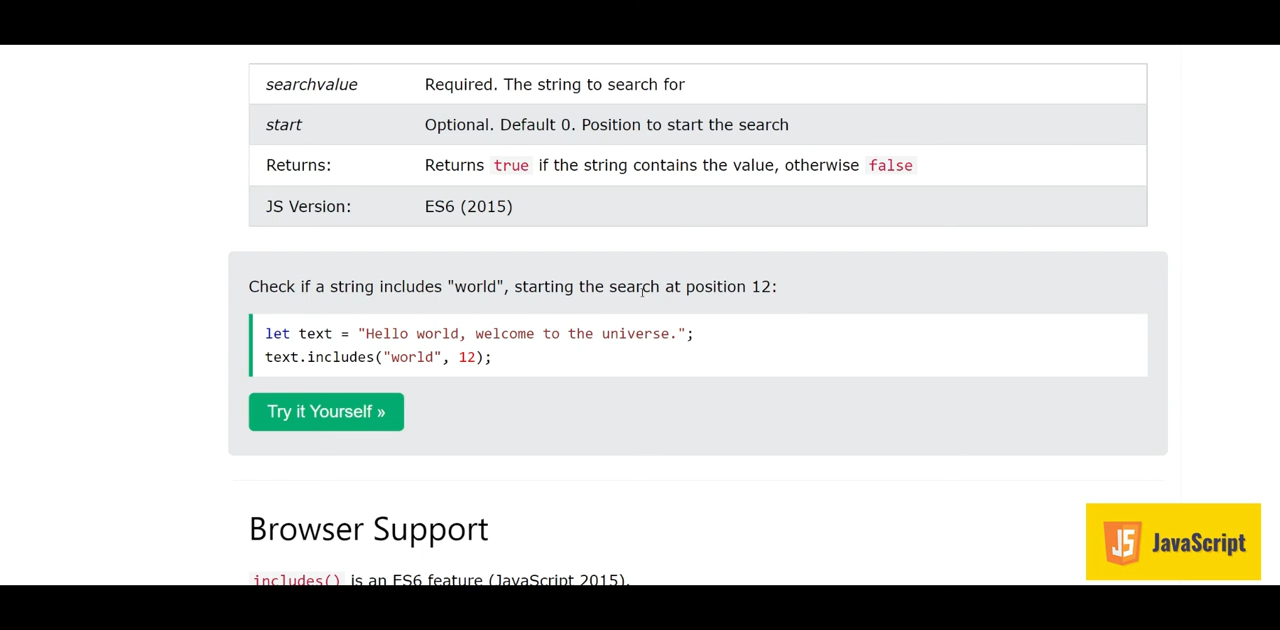 searchvalue Required. The string to search for
start Optional. Default 0. Position to start the search
Returns: Returns true if the string contains the value, otherwise false
JS Version: ES6 (2015)
Check if a string includes "world", starting the search at position 12:
let text = "Hello world, welcome to the universe.";
text.includes("world", 12);
Try it Yourself »
Browser Support
JS JavaScript
includes() is an ES6 feature (JavaScript 2015).